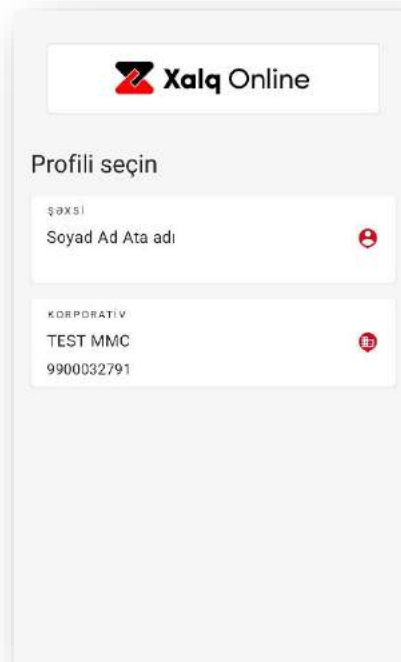 Xalq Online
Profili seçin
ŞƏXSİ
Soyad Ad Ata adı
KORPORATİV
TEST MMC
9900032791